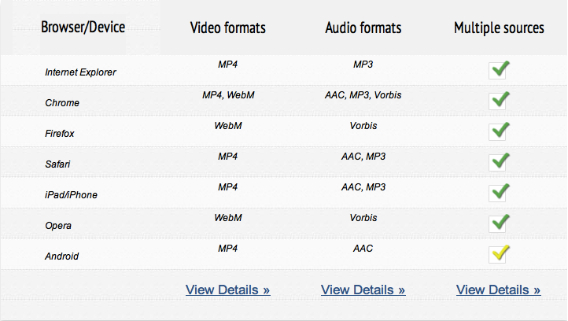 Browser/Device Video formats Audio formats Multiple sources
Internet Explorer MP4 MP3
Chrome MP4, WebM AAC, MP3, Vorbis
Firefox WebM Vorbis
Safari MP4 AAC, MP3
iPad/iPhone MP4 AAC, MP3
Opera WebM Vorbis
Android MP4 AAC
View Details » View Details » View Details »